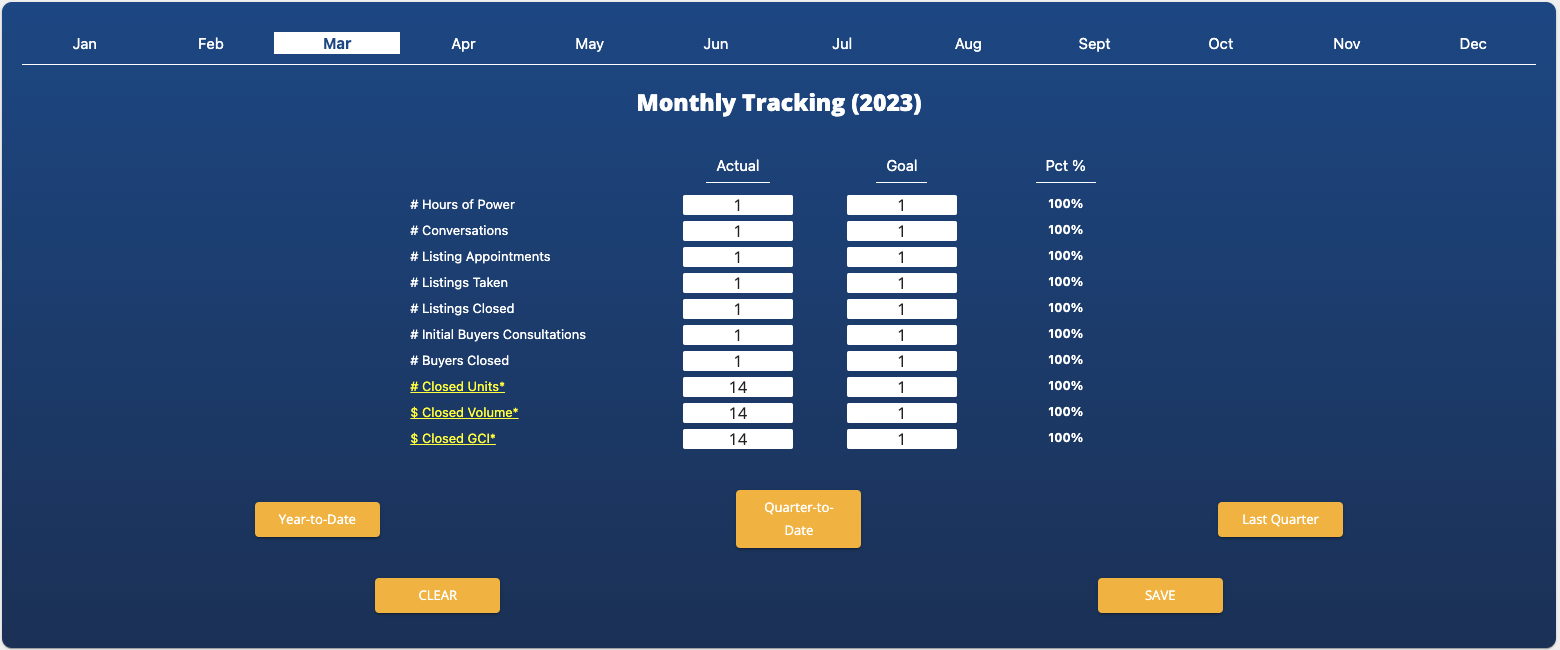 Jan Feb Mar Apr May Jun Jul Aug Sept Oct Nov Dec
Monthly Tracking (2023)
Actual Goal Pct %
# Hours of Power 1 1 100%
# Conversations 1 1 100%
# Listing Appointments 1 1 100%
# Listings Taken 1 1 100%
# Listings Closed 1 1 100%
# Initial Buyers Consultations 1 1 100%
# Buyers Closed 1 1 100%
# Closed Units* 14 1 100%
$ Closed Volume* 14 1 100%
$ Closed GCI* 14 1 100%
Year-to-Date
Quarter-to-
Date
Last Quarter
CLEAR SAVE